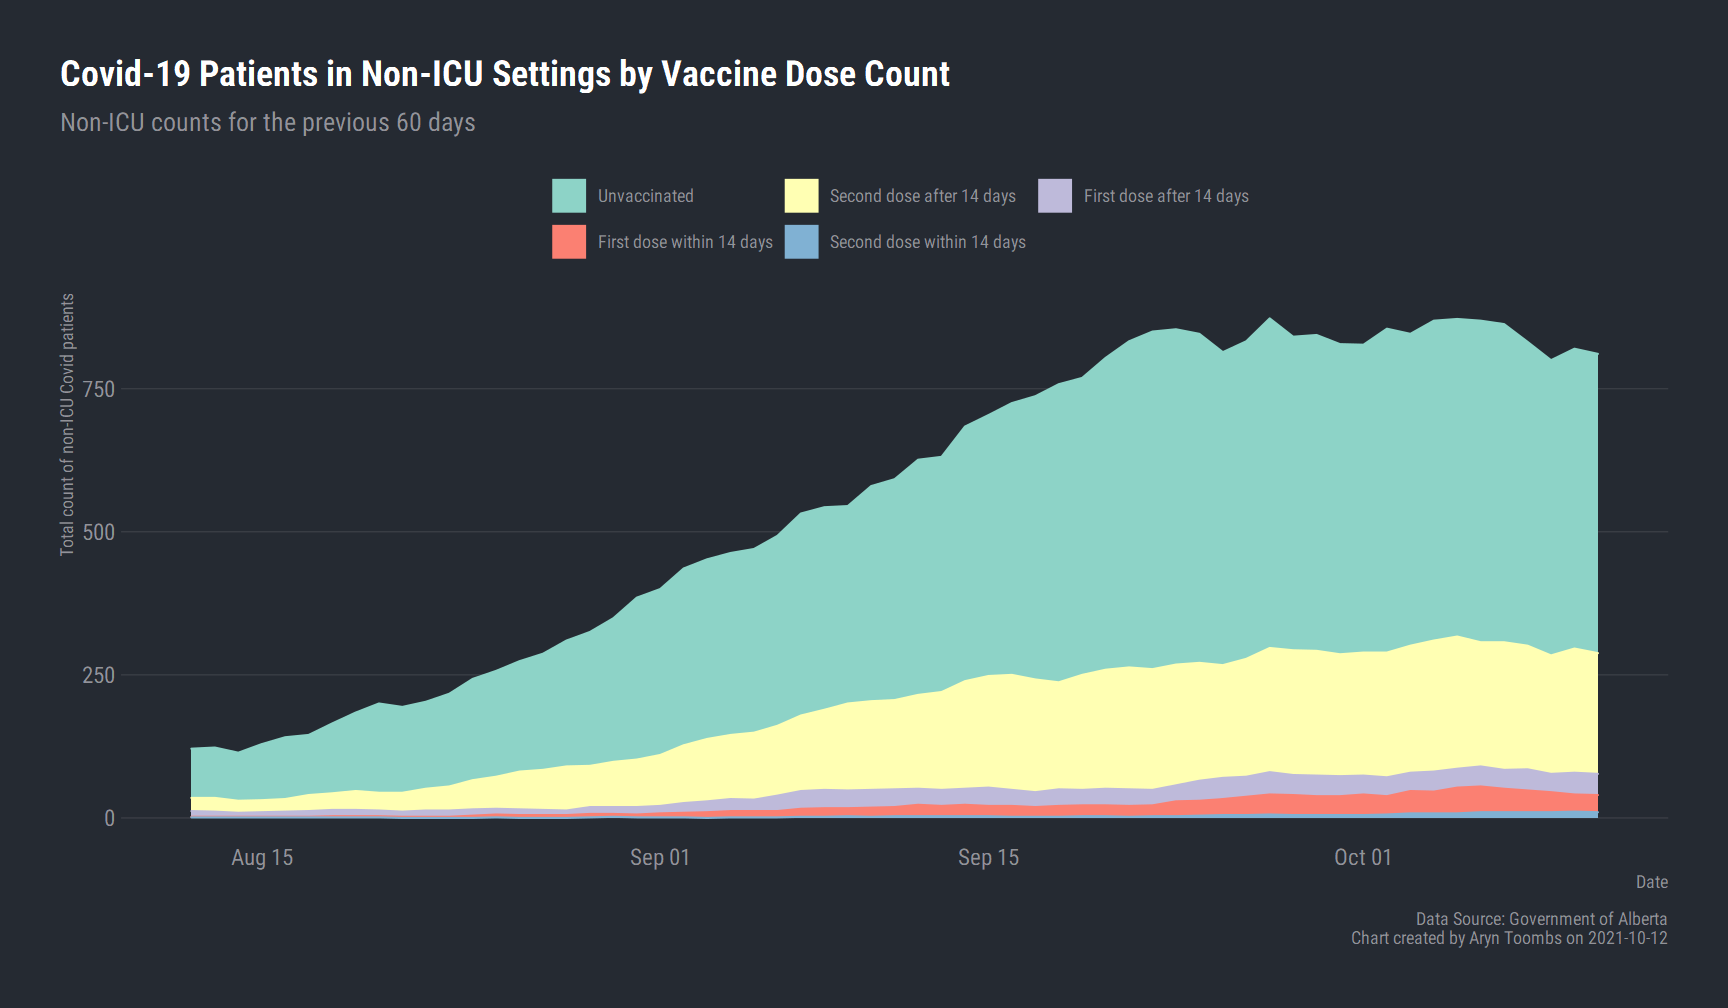 Covid-19 Patients in Non-ICU Settings by Vaccine Dose Count
Non-ICU counts for the previous 60 days
Unvaccinated
Second dose after 14 days
First dose after 14 days
First dose within 14 days
Second dose within 14 days
Total count of non-ICU Covid patients
750
500
250
0
Aug 15
Sep 01
Sep 15
Oct 01
Date
Data Source: Government of Alberta
Chart created by Aryn Toombs on 2021-10-12